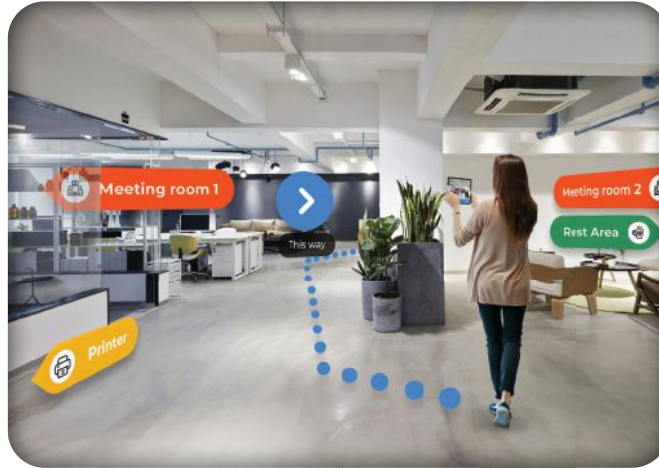 Meeting room 1
This way
Meeting room 2
Rest Area
Printer